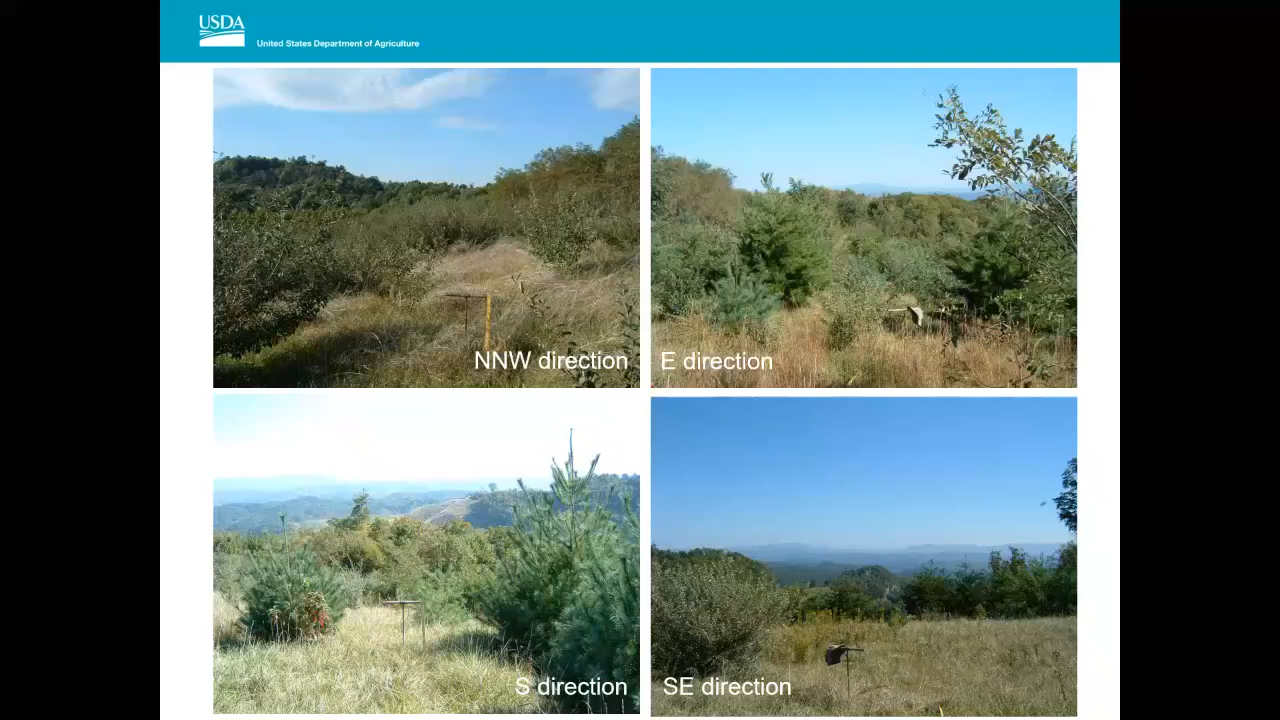 USDA
United States Department of Agriculture
NNW direction
E direction
S direction
SE direction